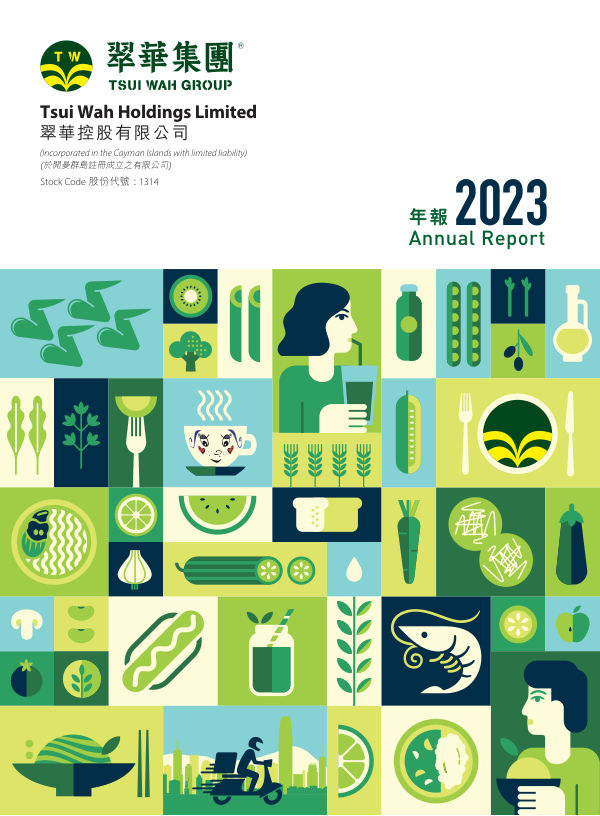 TW
翠華集團®
TSUI WAH GROUP
Tsui Wah Holdings Limited
翠華控股有限公司
(Incorporated in the Cayman Islands with limited liability)
(於開曼群島註冊成立之有限公司)
Stock Code 股份代號 : 1314
年報 2023
Annual Report